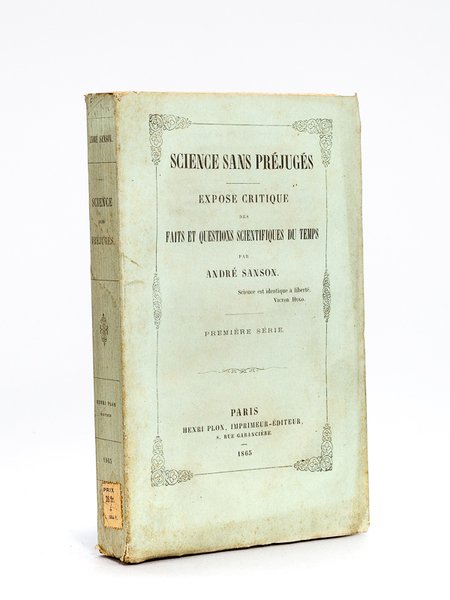 SCIENCE SANS PRÉJUGÉS
EXPOSÉ CRITIQUE
DES
FAITS ET QUESTIONS SCIENTIFIQUES DU TEMPS
PAR
ANDRÉ SANSON.
Science est identique à liberté.
VICTOR HUGO.
PREMIÈRE SÉRIE.
PARIS
HENRI PLON, IMPRIMEUR-ÉDITEUR,
8, RUE GARANCIÈRE.
1865
ANDRÉ SANSON.
SCIENCE
SANS
PRÉJUGÉS.
HENRI PLON
1865
PRIX